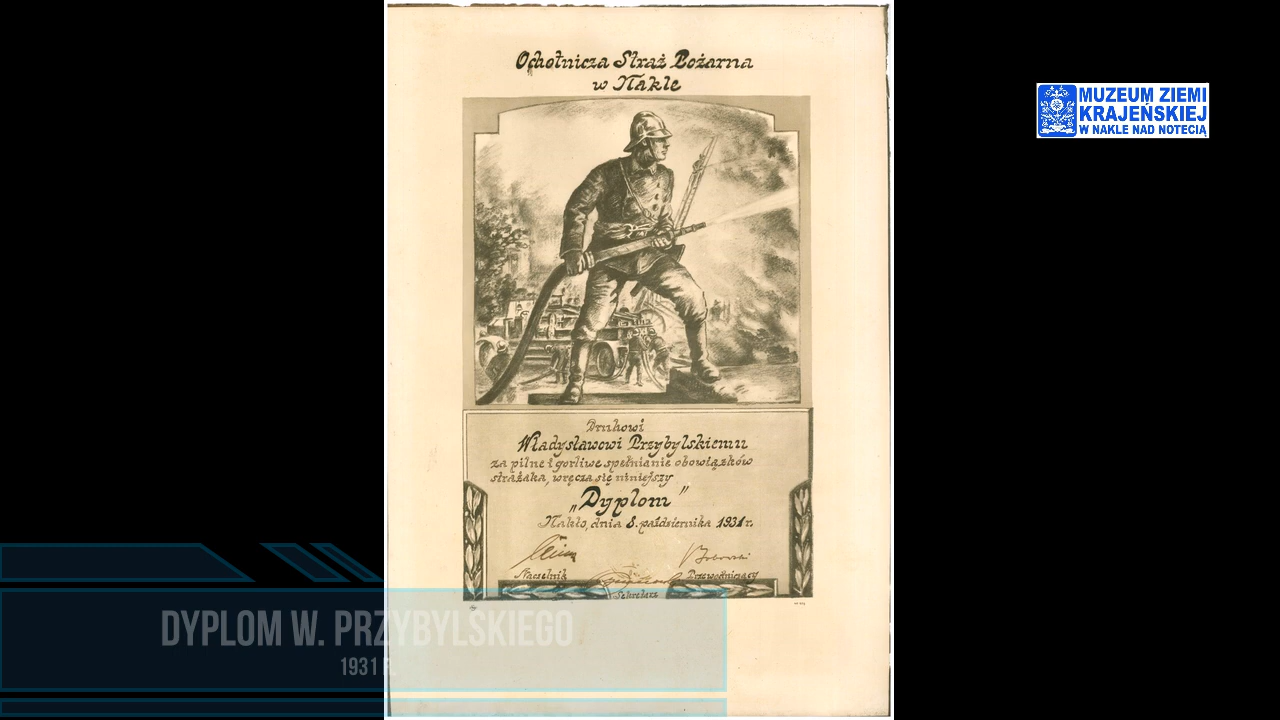 Ochotnicza Straż Pożarna
w Nakle
MUZEUM ZIEMI
KRAJEŃSKIEJ
W NAKLE NAD NOTECIĄ
Druhowi
Władysławowi Przybylskiemu
za pilne i gorliwe spełnianie obowiązków
strażaka, wręcza się niniejszy
„Dyplom”
Nakło, dnia 8. października 1931 r.
Naczelnik
Przewodniczący
Sekretarz
DYPLOM W. PRZYBYLSKIEGO
1931 R.